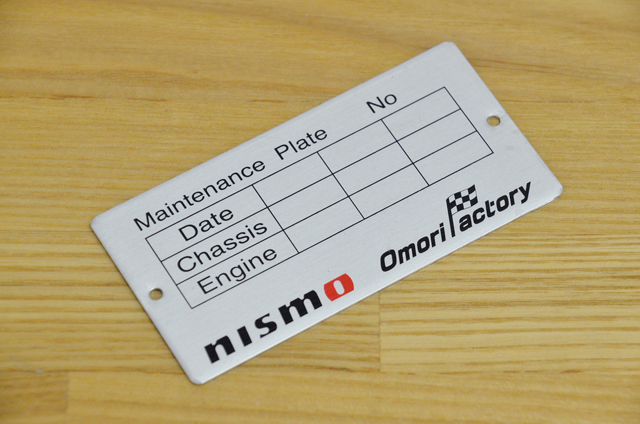 Maintenance Plate No
Date
Chassis
Engine
nismo Omori Factory